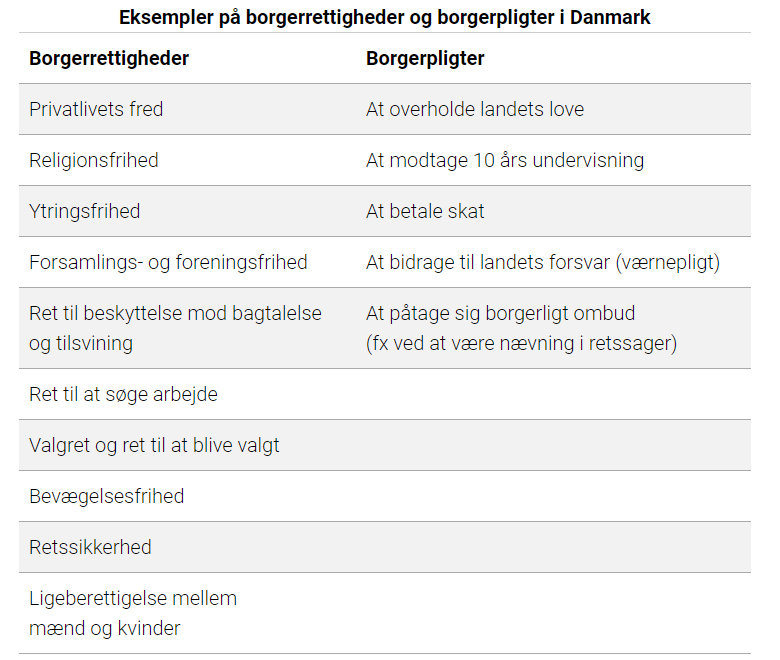 Eksempler på borgerrettigheder og borgerpligter i Danmark
Borgerrettigheder Borgerpligter
Privatlivets fred At overholde landets love
Religionsfrihed At modtage 10 års undervisning
Ytringsfrihed At betale skat
Forsamlings- og foreningsfrihed At bidrage til landets forsvar (værnepligt)
Ret til beskyttelse mod bagtalelse At påtage sig borgerligt ombud
og tilsvining (fx ved at være nævning i retssager)
Ret til at søge arbejde
Valgret og ret til at blive valgt
Bevægelsesfrihed
Retssikkerhed
Ligeberettigelse mellem
mænd og kvinder